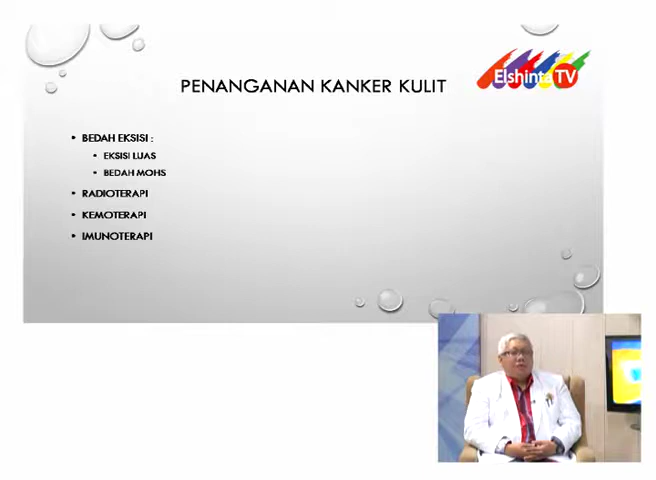 Elshinta TV
PENANGANAN KANKER KULIT
• BEDAH EKSISI :
• EKSISI LUAS
• BEDAH MOHS
• RADIOTERAPI
• KEMOTERAPI
• IMUNOTERAPI